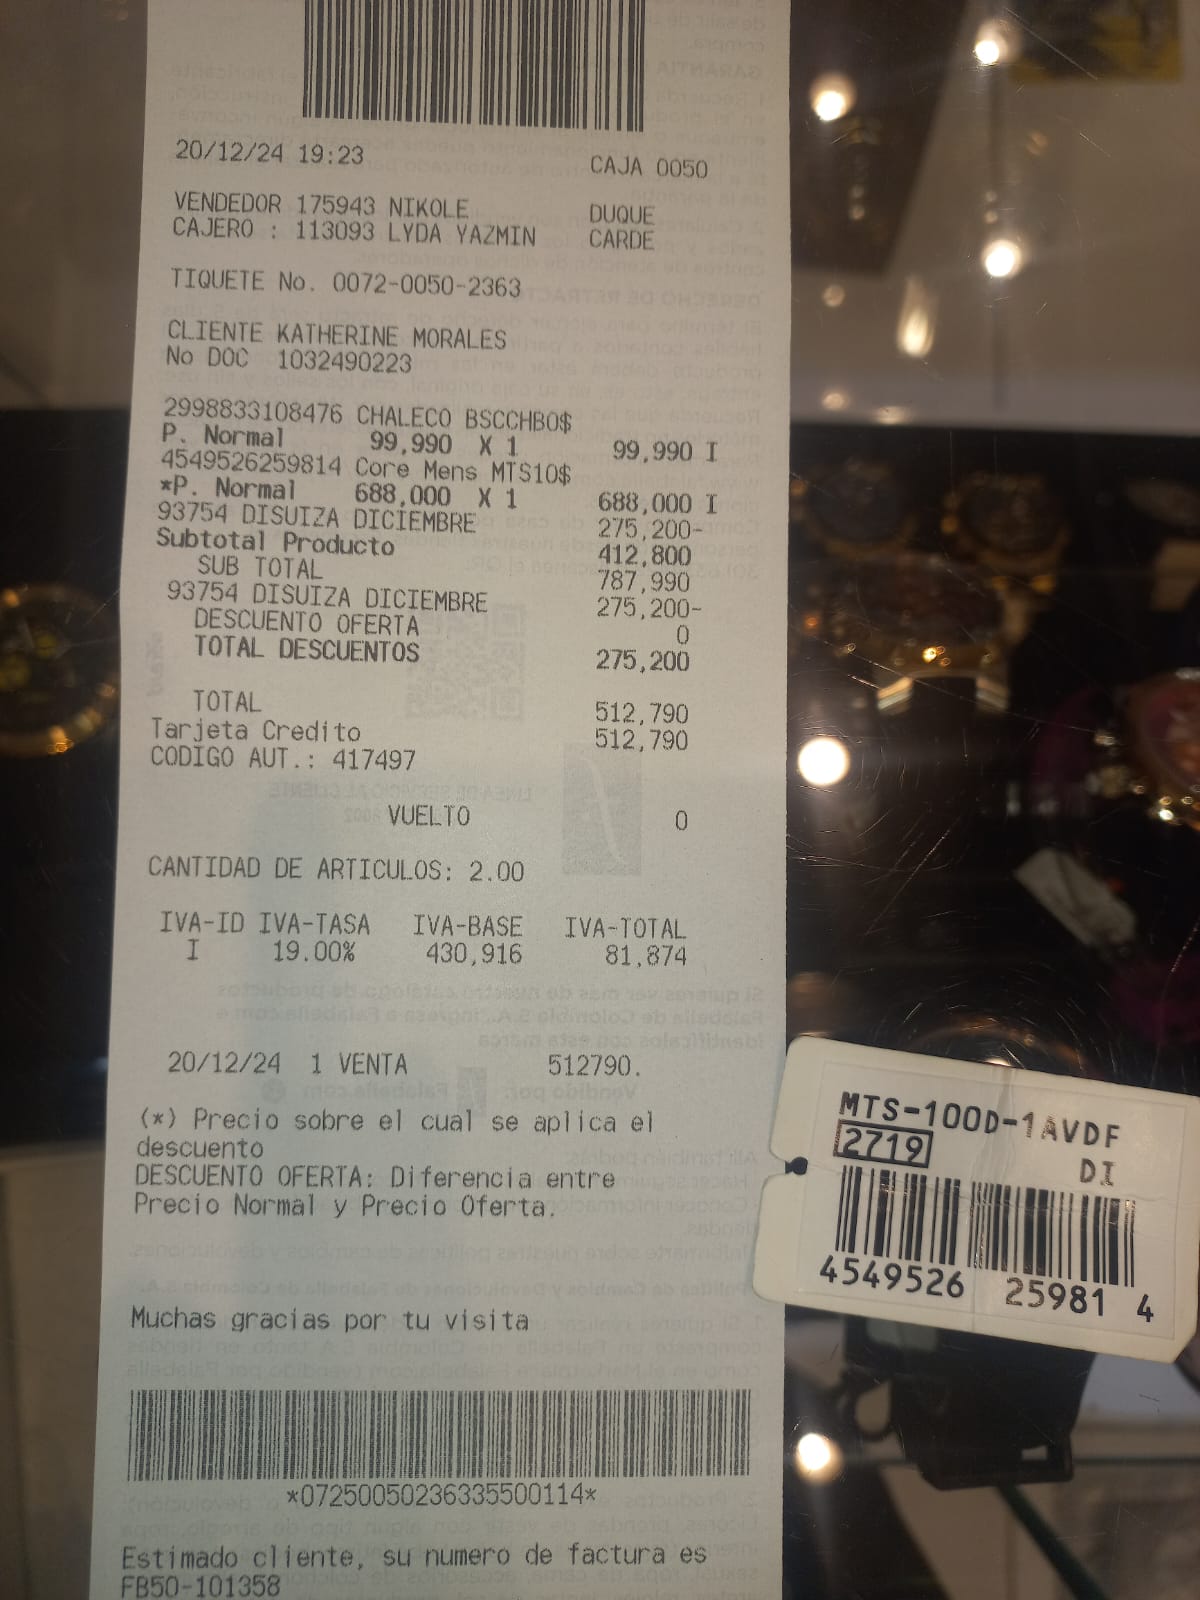 20/12/24 19:23 CAJA 0050
VENDEDOR 175943 NIKOLE DUQUE
CAJERO : 113093 LYDA YAZMIN CARDE
TIQUETE No. 0072-0050-2363
CLIENTE KATHERINE MORALES
No DOC 1032490223
2998833108476 CHALECO BSCCHBO$
P. Normal 99,990 X 1 99,990 I
4549526259814 Core Mens MTS10$
*P. Normal 688,000 X 1 688,000 I
93754 DISUIZA DICIEMBRE 275,200-
Subtotal Producto 412,800
SUB TOTAL 787,990
93754 DISUIZA DICIEMBRE 275,200-
DESCUENTO OFERTA 0
TOTAL DESCUENTOS 275,200
TOTAL 512,790
Tarjeta Credito 512,790
CODIGO AUT.: 417497
VUELTO 0
CANTIDAD DE ARTICULOS: 2.00
IVA-ID IVA-TASA IVA-BASE IVA-TOTAL
I 19.00% 430,916 81,874
20/12/24 1 VENTA 512790.
(*) Precio sobre el cual se aplica el
descuento
DESCUENTO OFERTA: Diferencia entre
Precio Normal y Precio Oferta.
Muchas gracias por tu visita
*07250050236335500114*
Estimado cliente, su numero de factura es
FB50-101358
MTS-100D-1AVDF
2719 DI
4549526 25981 4